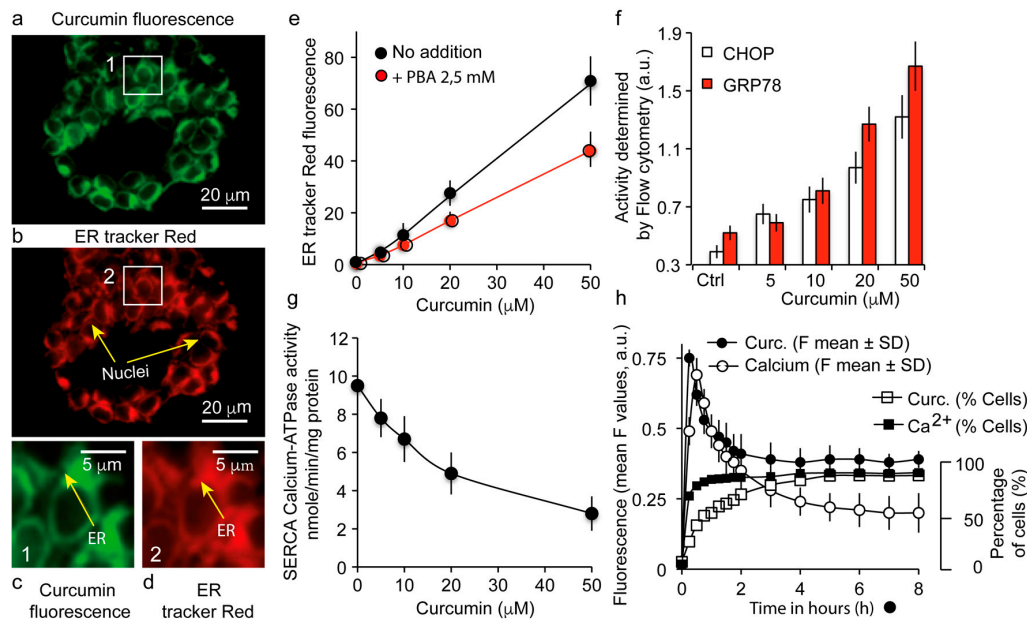 a
Curcumin fluorescence
1
20 μm
b
ER tracker Red
2
Nuclei
20 μm
5 μm
ER
1
5 μm
ER
2
c
Curcumin
fluorescence
d
ER
tracker Red
e
ER tracker Red fluorescence
80
60
40
20
0
No addition
+ PBA 2,5 mM
0
10
20
30
40
50
Curcumin (μM)
f
Activity determined
by Flow cytometry (a.u.)
1.9
1.5
1.1
0.7
0.3
CHOP
GRP78
Ctrl
5
10
20
50
Curcumin (μM)
g
SERCA Calcium-ATPase activity
nmole/min/mg protein
12
10
8
6
4
2
0
0
10
20
30
40
50
Curcumin (μM)
h
Fluorescence (mean F values, a.u.)
0.75
0.5
0.25
0
Curc. (F mean ± SD)
Calcium (F mean ± SD)
Curc. (% Cells)
Ca2+ (% Cells)
100
50
0
Percentage
of cells)
0
2
4
6
8
Time in hours (h)